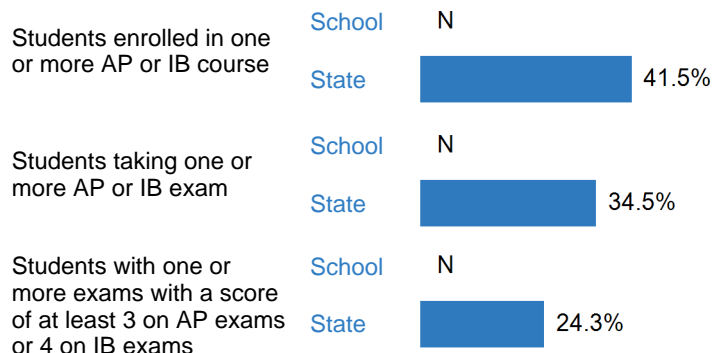 Students enrolled in one
or more AP or IB course
School N
State 41.5%
Students taking one or
more AP or IB exam
School N
State 34.5%
Students with one or
more exams with a score
of at least 3 on AP exams
or 4 on IB exams
School N
State 24.3%